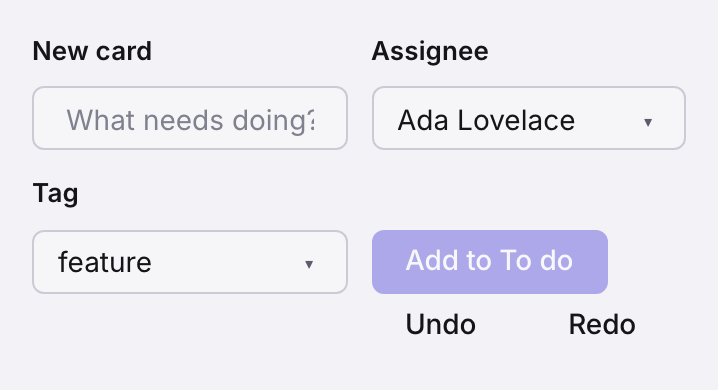 New card
Assignee
What needs doing?
Ada Lovelace
Tag
feature
Add to To do
Undo
Redo